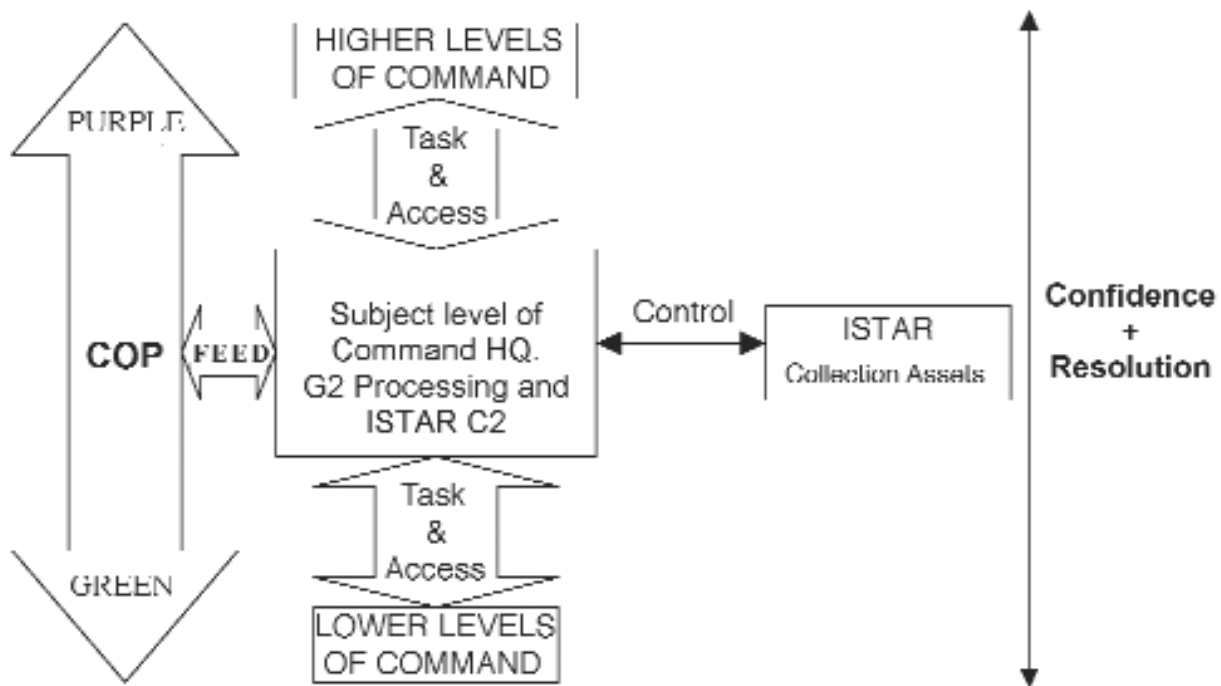 HIGHER LEVELS
OF COMMAND
PURPLE
Task
&
Access
COP
FEED
Subject level of
Command HQ.
G2 Processing and
ISTAR C2
Control
ISTAR
Collection Assets
Confidence
+
Resolution
Task
&
Access
GREEN
LOWER LEVELS
OF COMMAND